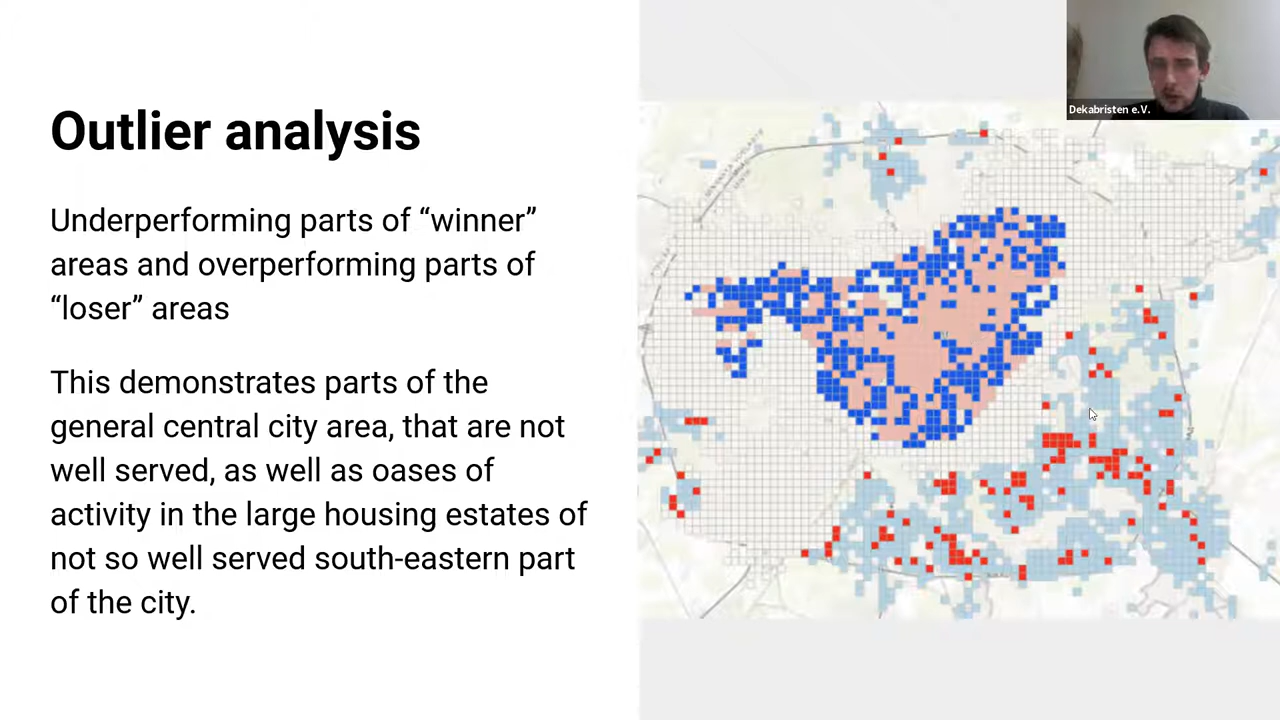 Outlier analysis
Underperforming parts of “winner”
areas and overperforming parts of
“loser” areas
This demonstrates parts of the
general central city area, that are not
well served, as well as oases of
activity in the large housing estates of
not so well served south-eastern part
of the city.
Dekabristen e.V.